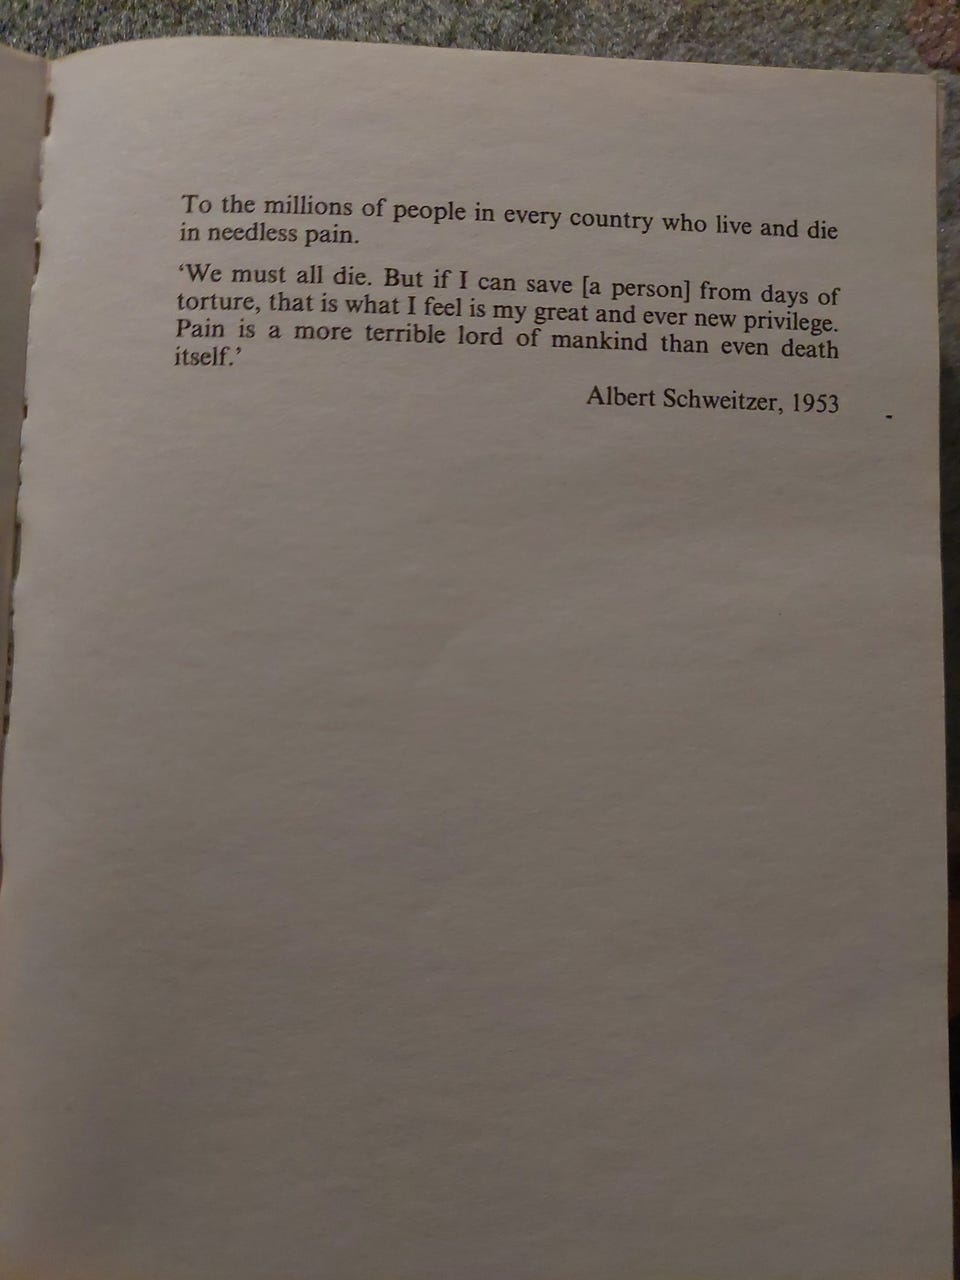 To the millions of people in every country who live and die
in needless pain.
‘We must all die. But if I can save [a person] from days of
torture, that is what I feel is my great and ever new privilege.
Pain is a more terrible lord of mankind than even death
itself.’
Albert Schweitzer, 1953